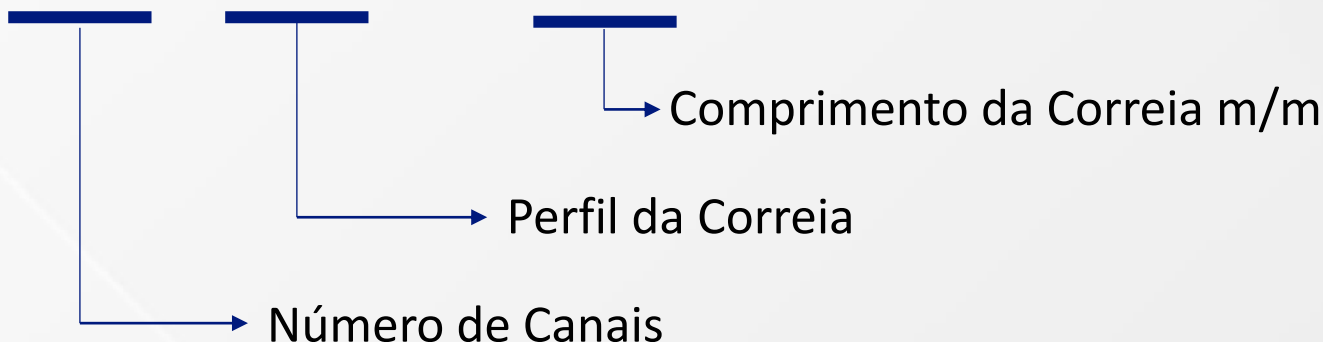 Comprimento da Correia m/m
Perfil da Correia
Número de Canais